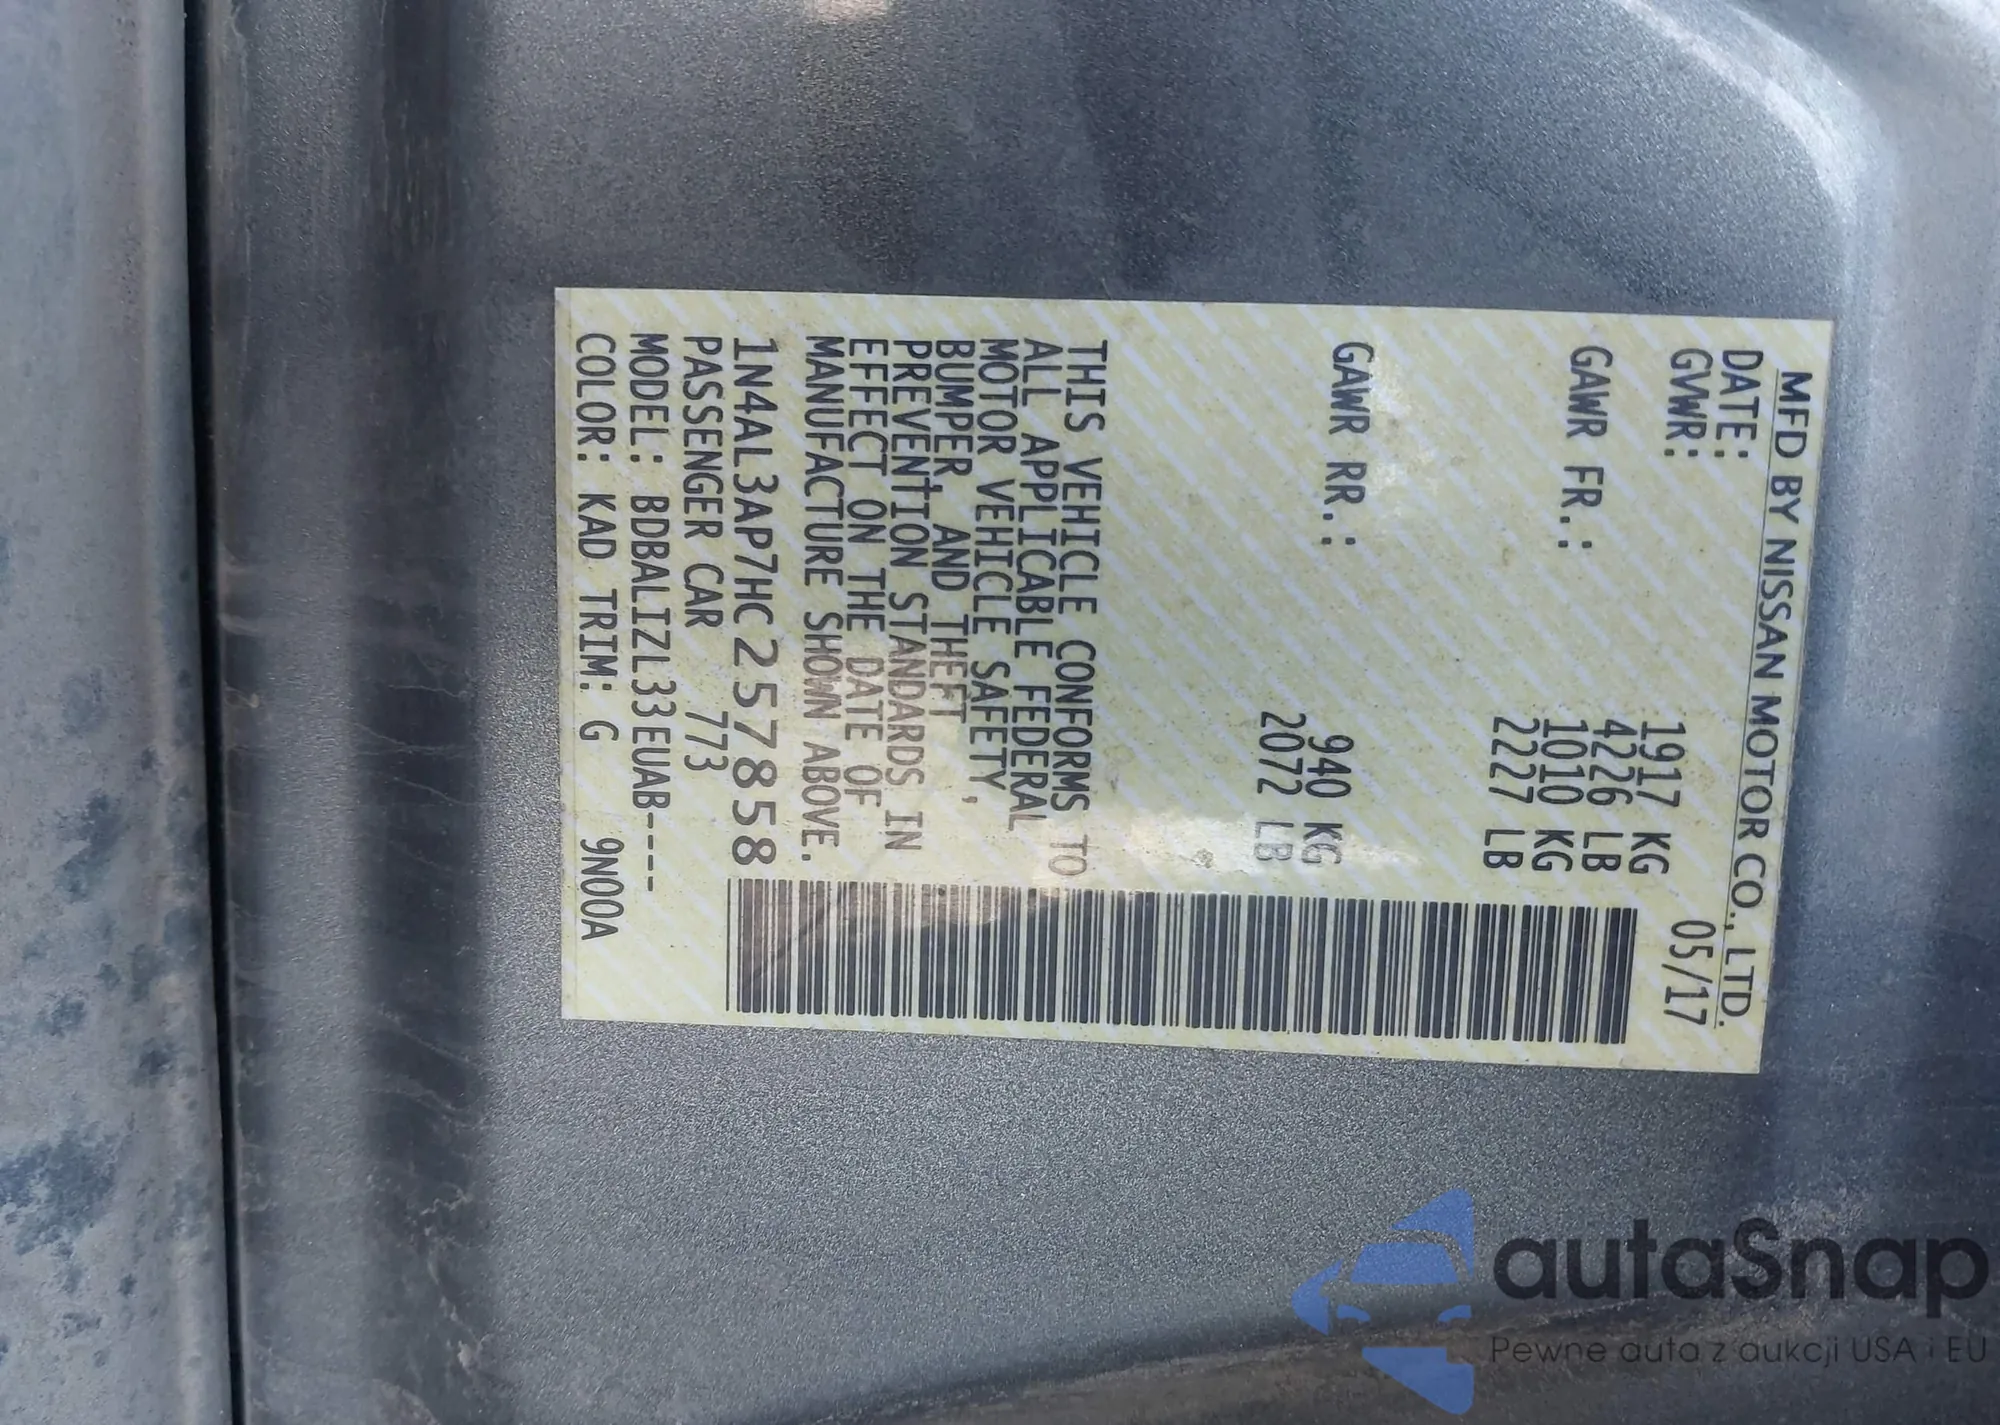 MFD BY NISSAN MOTOR CO., LTD.
DATE: 05/17
GVWR: 1917 KG
4226 LB
GAWR FR.: 1010 KG
2227 LB
GAWR RR.: 940 KG
2072 LB
THIS VEHICLE CONFORMS TO
ALL APPLICABLE FEDERAL
MOTOR VEHICLE SAFETY,
BUMPER, AND THEFT
PREVENTION STANDARDS IN
EFFECT ON THE DATE OF
MANUFACTURE SHOWN ABOVE.
1N4AL3AP7HC257858
PASSENGER CAR 773
MODEL: BDBALIZL33EUAB----
COLOR: KAD TRIM: G 9N00A
autaSnap
Pewne auta z aukcji USA i EU